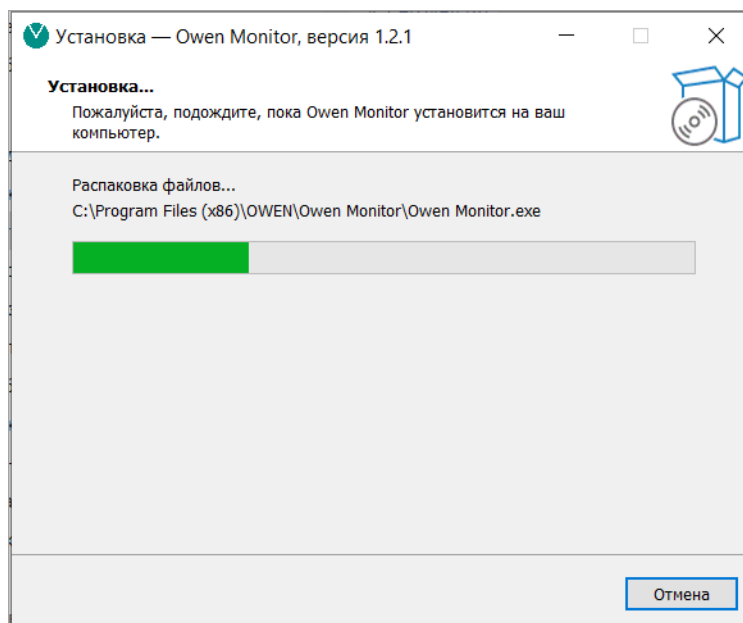 Установка — Owen Monitor, версия 1.2.1
Установка...
Пожалуйста, подождите, пока Owen Monitor установится на ваш
компьютер.
Распаковка файлов...
C:\Program Files (x86)\OWEN\Owen Monitor\Owen Monitor.exe
Отмена